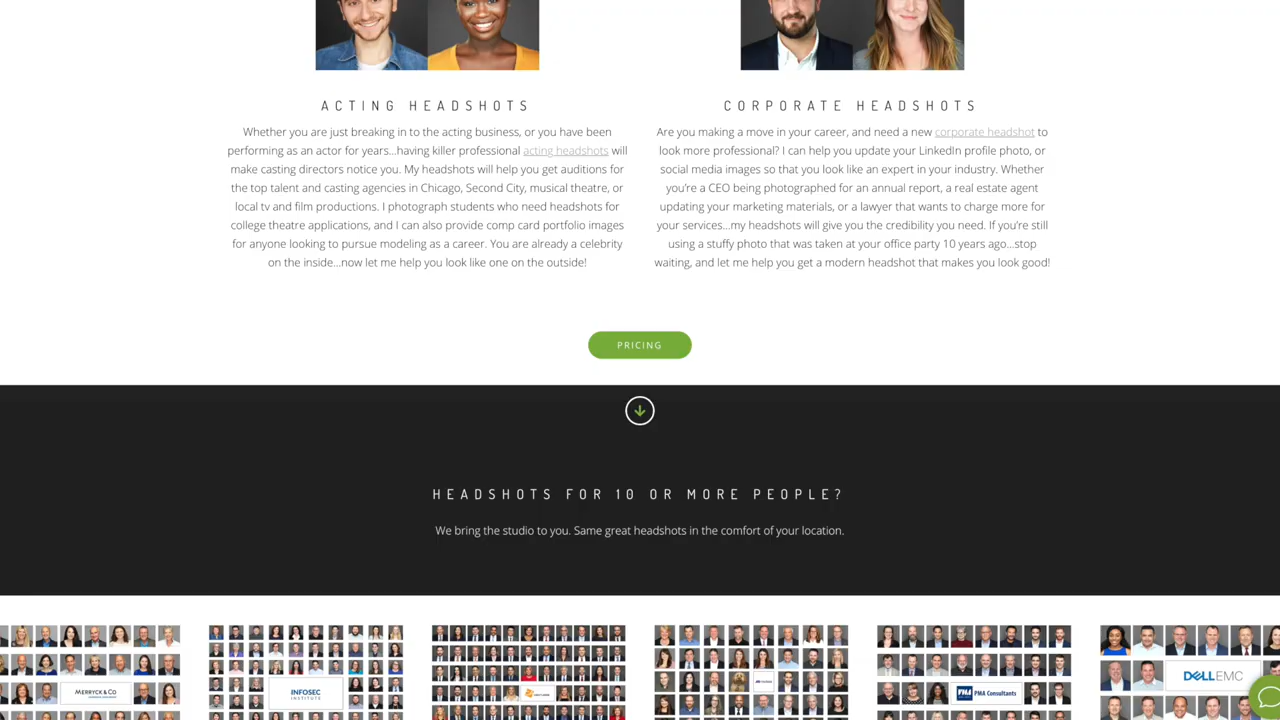 ACTING HEADSHOTS
Whether you are just breaking in to the acting business, or you have been
performing as an actor for years...having killer professional acting headshots will
make casting directors notice you. My headshots will help you get auditions for
the top talent and casting agencies in Chicago, Second City, musical theatre, or
local tv and film productions. I photograph students who need headshots for
college theatre applications, and I can also provide comp card portfolio images
for anyone looking to pursue modeling as a career. You are already a celebrity
on the inside...now let me help you look like one on the outside!
CORPORATE HEADSHOTS
Are you making a move in your career, and need a new corporate headshot to
look more professional? I can help you update your LinkedIn profile photo, or
social media images so that you look like an expert in your industry. Whether
you're a CEO being photographed for an annual report, a real estate agent
updating your marketing materials, or a lawyer that wants to charge more for
your services...my headshots will give you the credibility you need. If you're still
using a stuffy photo that was taken at your office party 10 years ago...stop
waiting, and let me help you get a modern headshot that makes you look good!
PRICING
HEADSHOTS FOR 10 OR MORE PEOPLE?
We bring the studio to you. Same great headshots in the comfort of your location.
MERRYCK & CO
INFOSEC
INSTITUTE
PMA Consultants
DELL EMC